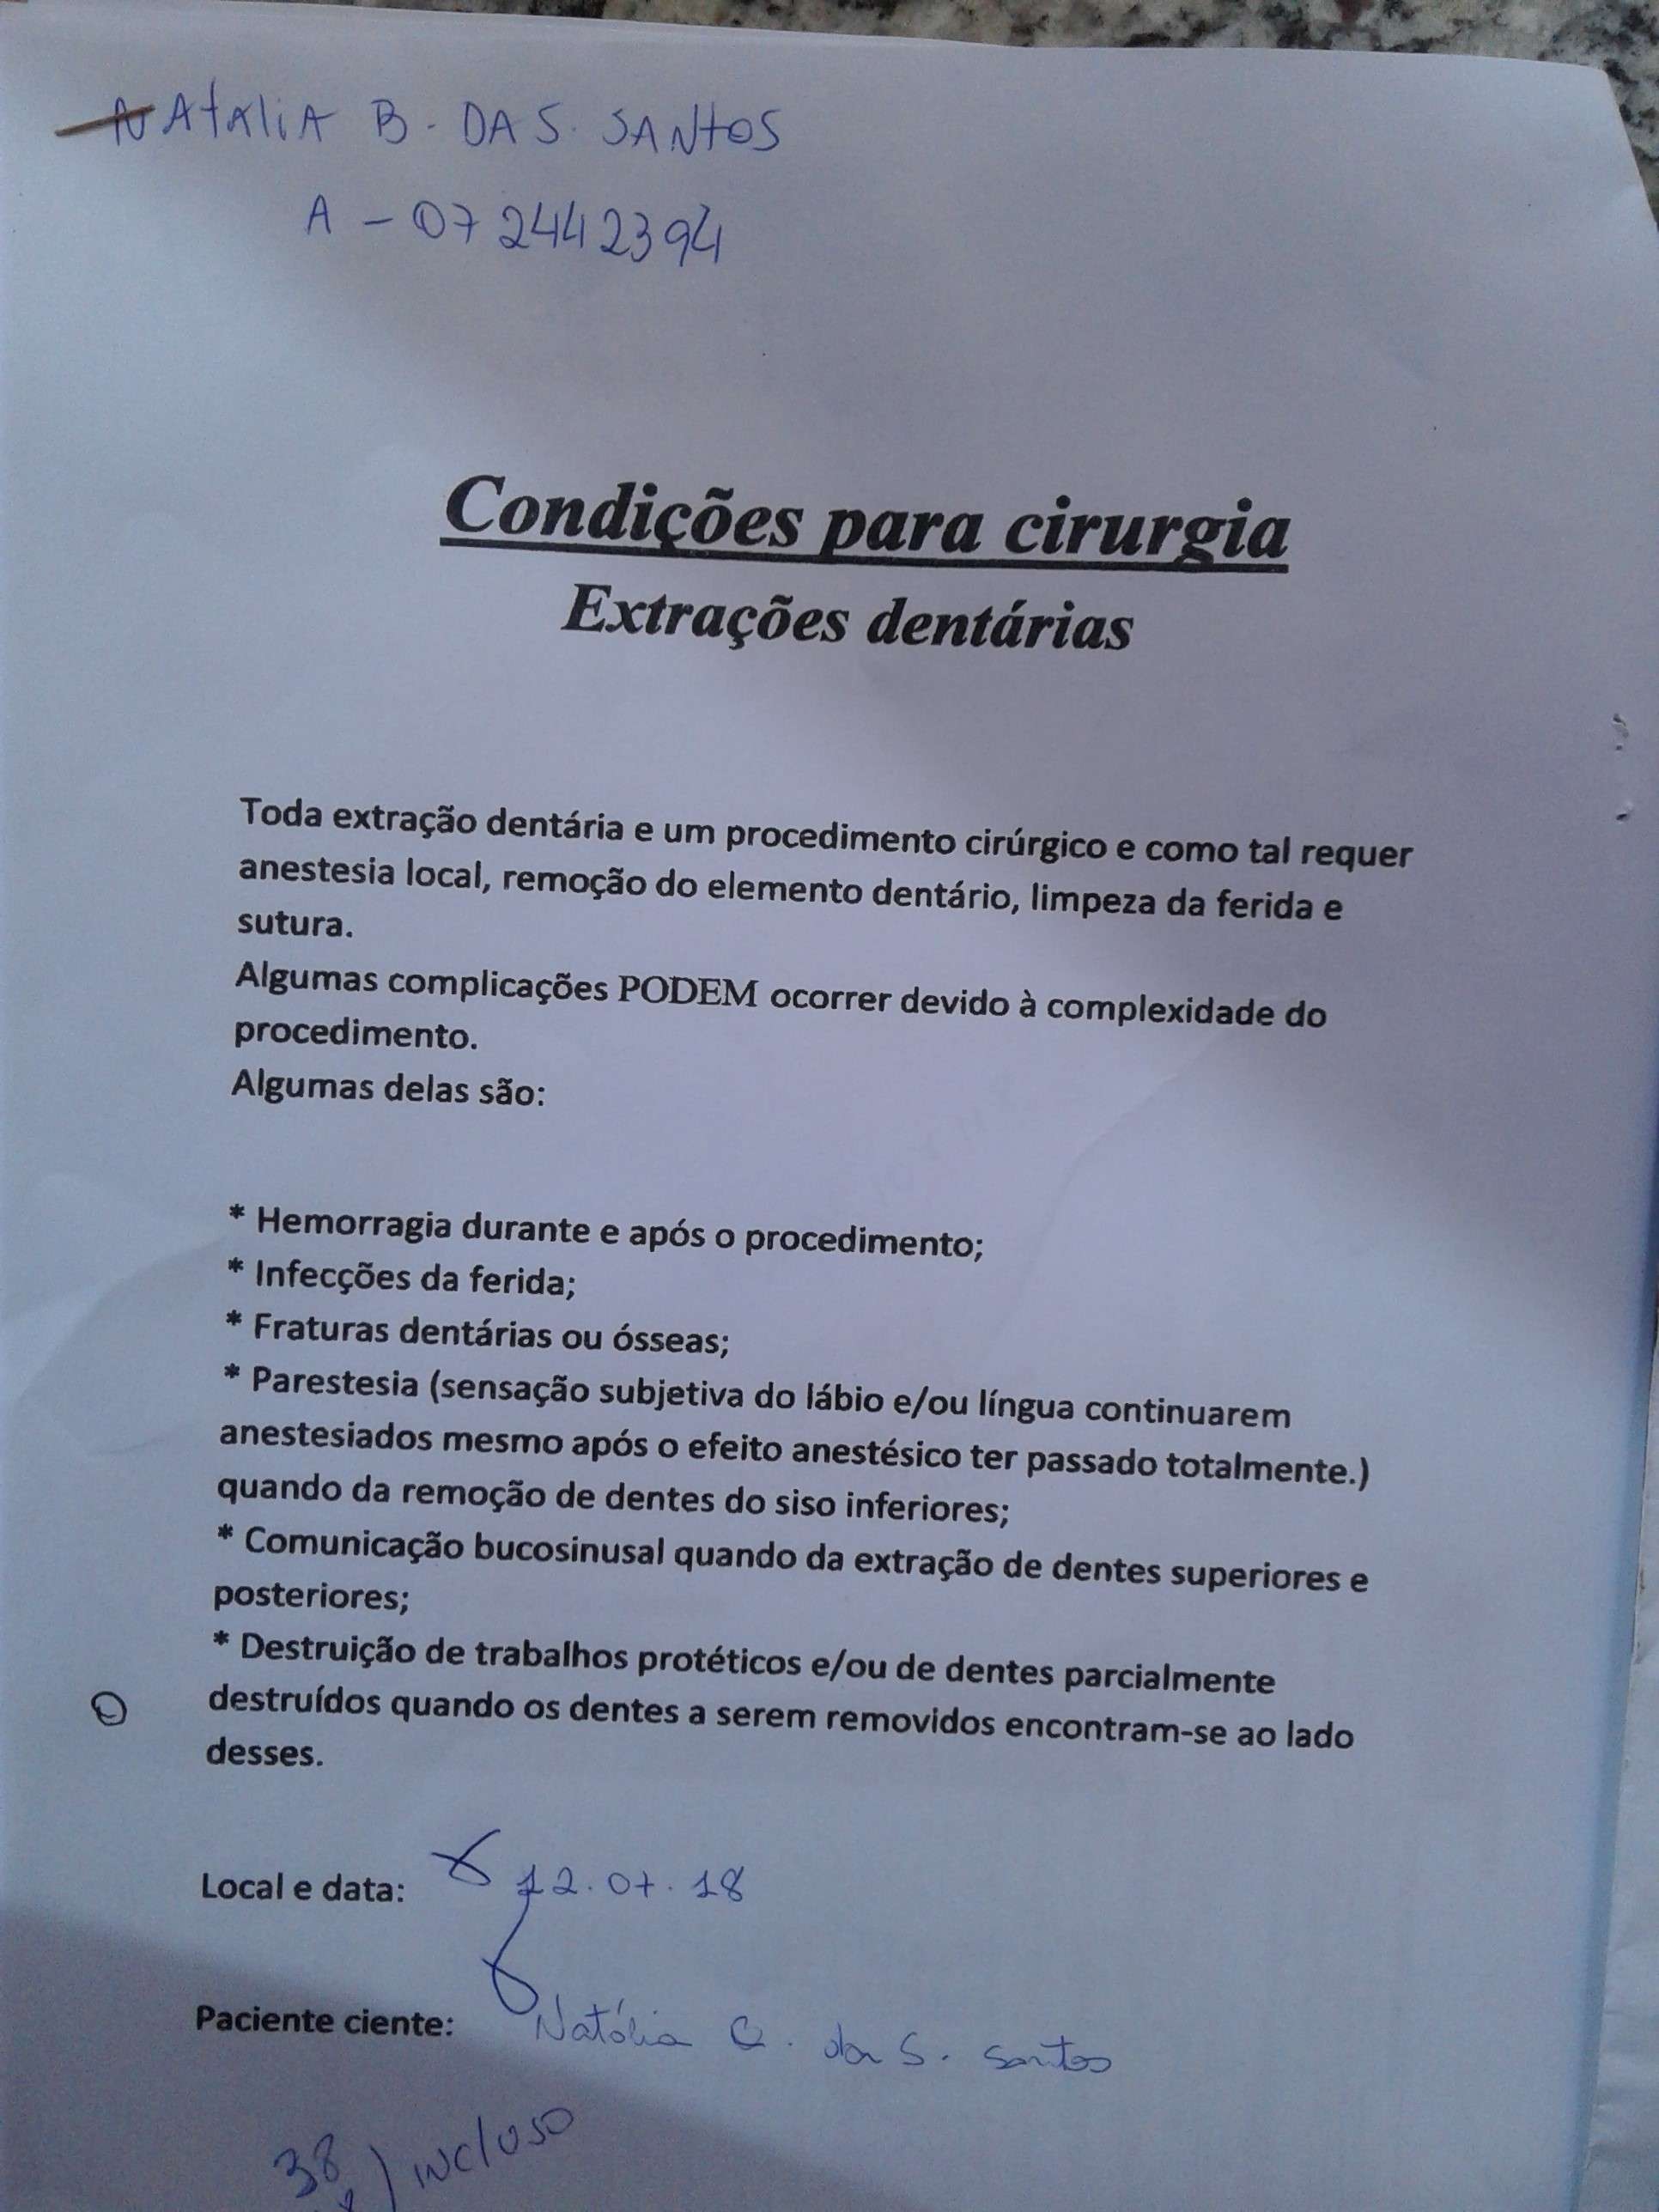 NATALIA B. DA S. SANTOS
A - 072442394
Condições para cirurgia
Extrações dentárias
Toda extração dentária e um procedimento cirúrgico e como tal requer
anestesia local, remoção do elemento dentário, limpeza da ferida e
sutura.
Algumas complicações PODEM ocorrer devido à complexidade do
procedimento.
Algumas delas são:
* Hemorragia durante e após o procedimento;
* Infecções da ferida;
* Fraturas dentárias ou ósseas;
* Parestesia (sensação subjetiva do lábio e/ou língua continuarem
anestesiados mesmo após o efeito anestésico ter passado totalmente.)
quando da remoção de dentes do siso inferiores;
* Comunicação bucosinusal quando da extração de dentes superiores e
posteriores;
* Destruição de trabalhos protéticos e/ou de dentes parcialmente
destruídos quando os dentes a serem removidos encontram-se ao lado
desses.
Local e data: 12.07.18
Paciente ciente: Natália B. da S. Santos
38 / incluso